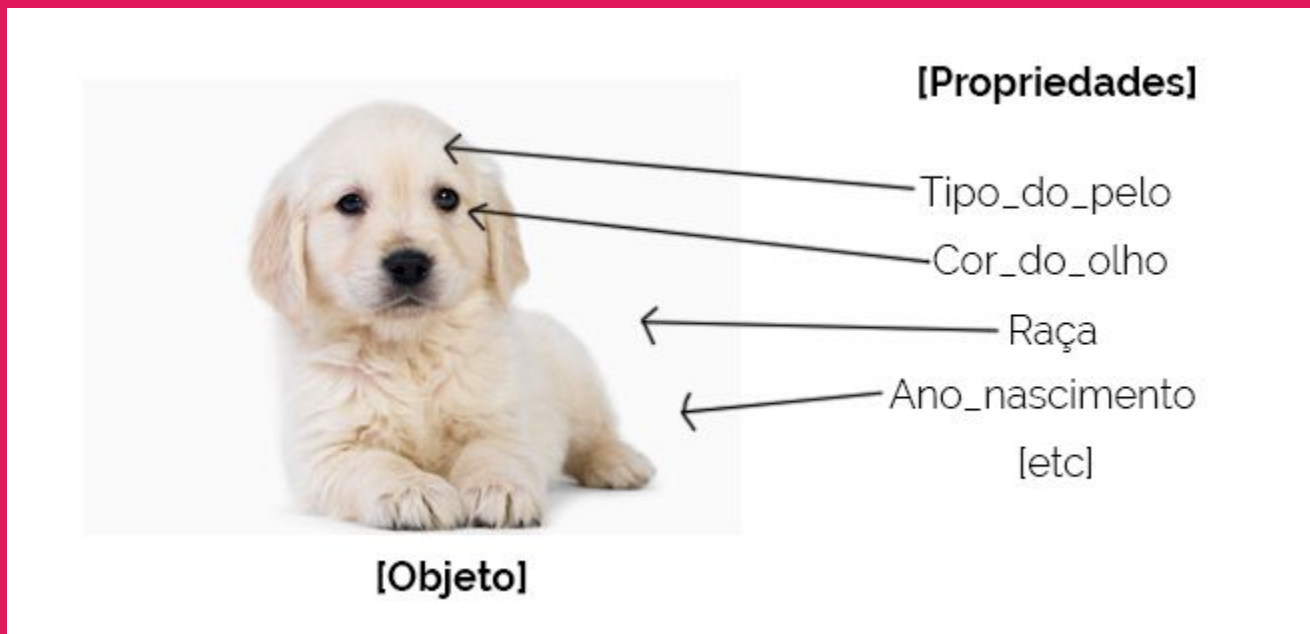 [Propriedades]
Tipo_do_pelo
Cor_do_olho
Raça
Ano_nascimento
[etc]
[Objeto]